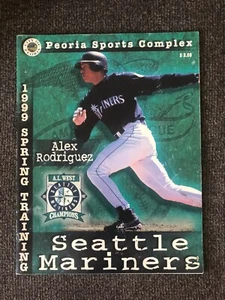 Peoria Sports Complex
$ 3.00
1999 SPRING TRAINING
MARINERS
Alex
Rodriguez
A.L. WEST
CHAMPIONS
Seattle
Mariners